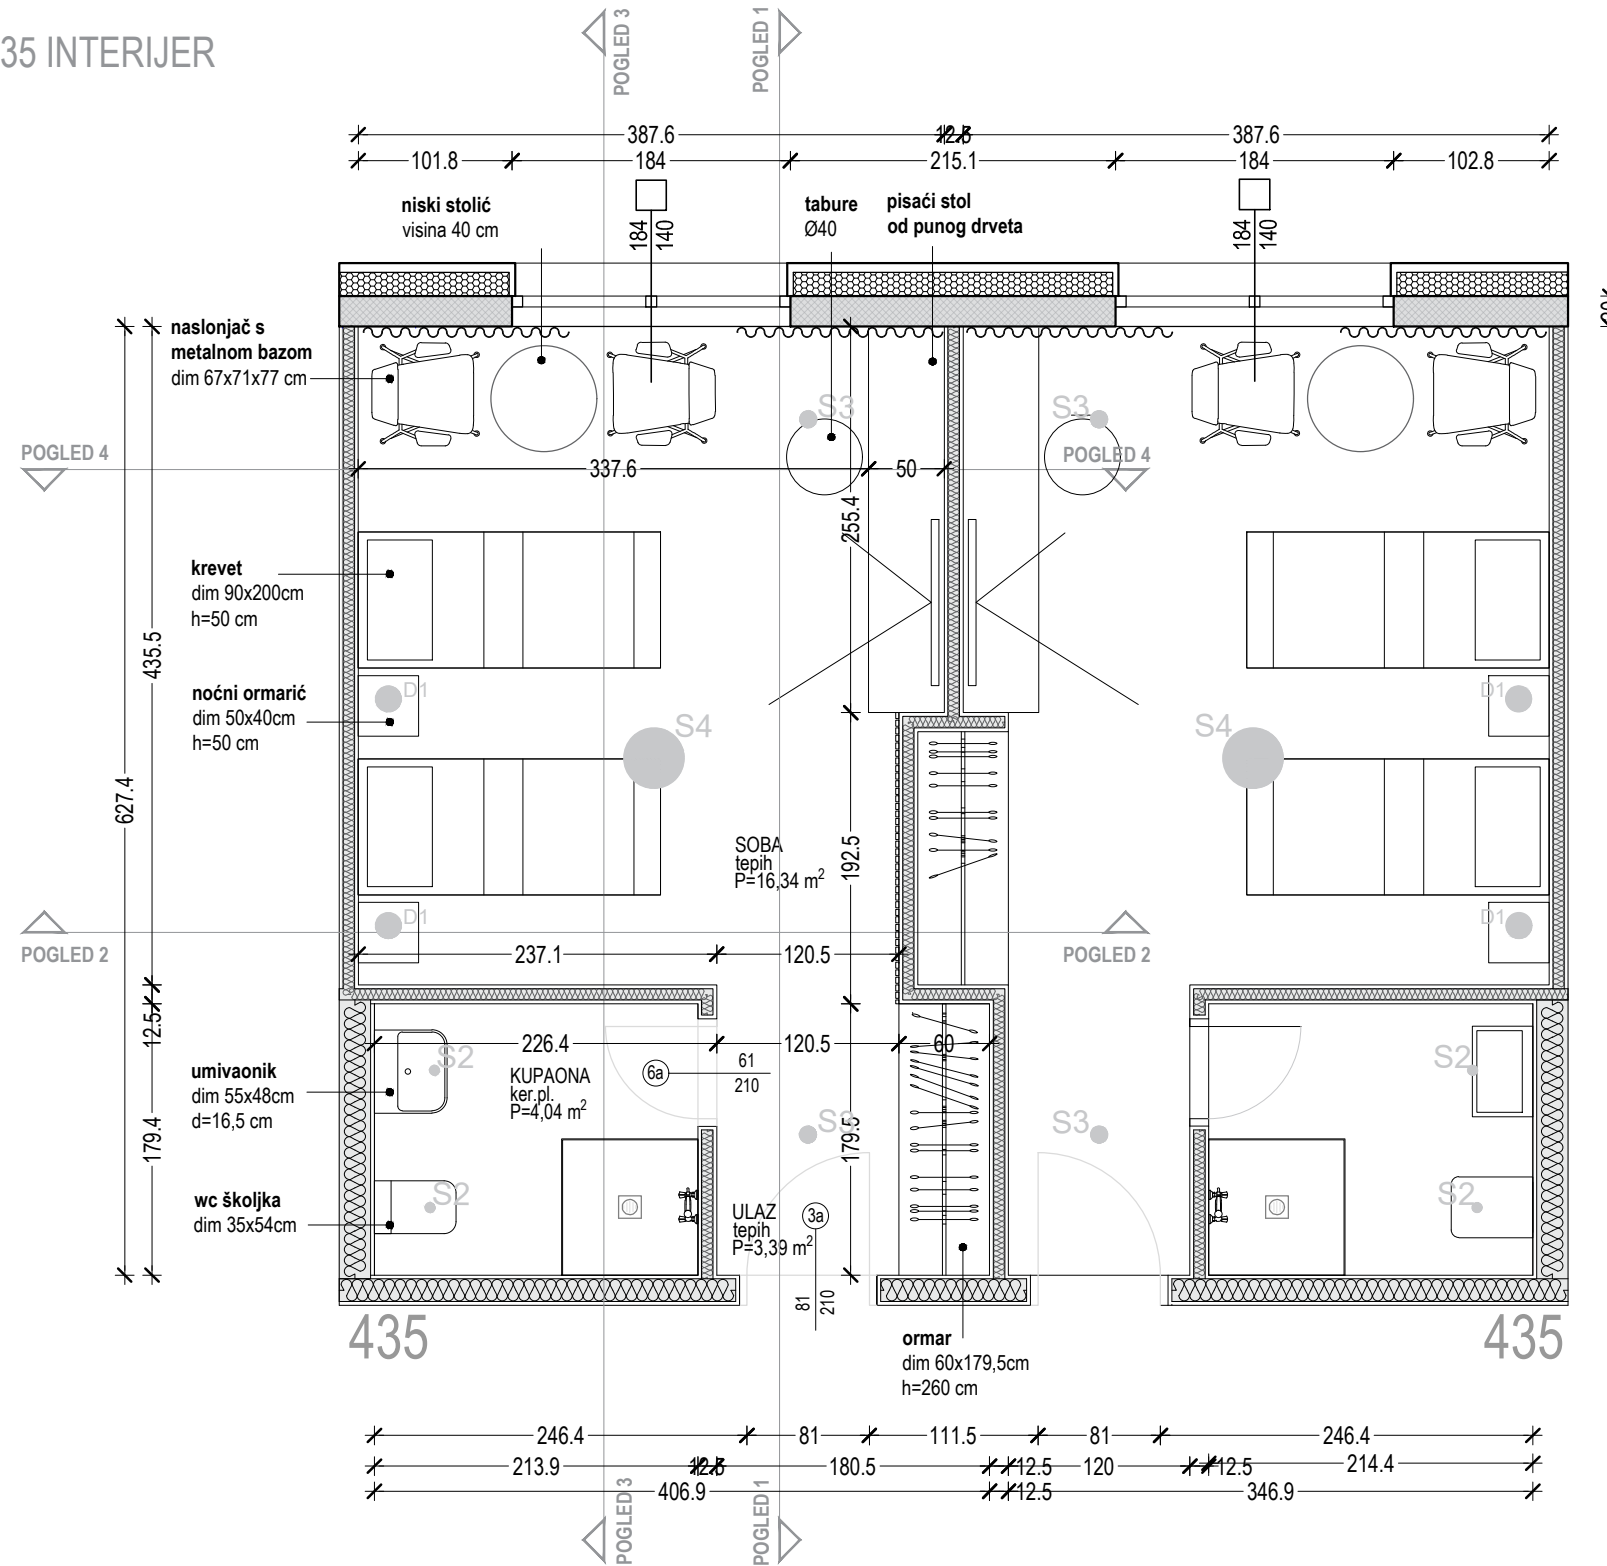 35 INTERIJER
POGLED 3
POGLED 1
387.6
12.5
387.6
101.8
184
215.1
184
102.8
niski stolić
visina 40 cm
184
140
tabure
Ø40
pisaći stol
od punog drveta
184
140
naslonjač s
metalnom bazom
dim 67x71x77 cm
S3
S3
POGLED 4
POGLED 4
337.6
50
255.4
krevet
dim 90x200cm
h=50 cm
435.5
noćni ormarić
dim 50x40cm
h=50 cm
D1
D1
S4
S4
627.4
SOBA
tepih
P=16,34 m²
192.5
D1
D1
POGLED 2
POGLED 2
237.1
120.5
12.5
226.4
120.5
60
S2
S2
umivaonik
dim 55x48cm
d=16,5 cm
KUPAONA
ker.pl.
P=4,04 m²
6a
61
210
179.4
179.5
S3
S3
wc školjka
dim 35x54cm
S2
S2
ULAZ
tepih
P=3,39 m²
3a
81
210
435
435
ormar
dim 60x179,5cm
h=260 cm
246.4
81
111.5
81
246.4
213.9
12.5
180.5
12.5
120
12.5
214.4
406.9
12.5
346.9
POGLED 3
POGLED 1